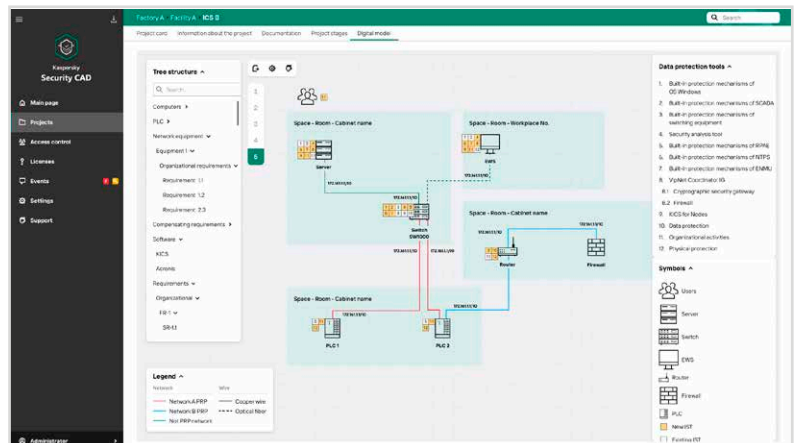 Kaspersky
Security CAD
Main page
Projects
Access control
Licenses
Events
Settings
Support
Administrator
Factory A
Facility A
ICS B
Search
Project card
Information about the project
Documentation
Project stages
Digital model
Tree structure
Search
Computers
PLC
Network equipment
Equipment 1
Organizational requirements
Requirement 1.1
Requirement 1.2
Requirement 2.3
Compensating requirements
Software
KICS
Acronis
Requirements
Organizational
1
2
3
4
5
Space - Room - Cabinet name
Server
Switch
Space - Room - Workplace No.
EWS
Space - Room - Cabinet name
Router
Firewall
Space - Room - Cabinet name
PLC 1
PLC 2
Legend
Network
Wire
Network A PRP
Cooper wire
Network B PRP
Optical fiber
Not PRP network
Data protection tools
1. Built-in protection mechanisms of
OS Windows
2. Built-in protection mechanisms of SCADA
3. Built-in protection mechanisms of
switching equipment
4. Security analysis tool
5. Built-in protection mechanisms of
6. Built-in protection mechanisms of NTPS
7. Built-in protection mechanisms of ENMU
8. VipNet Coordinator IG
8.1 Cryptographic security gateway
8.2 Firewall
9. KICS for Nodes
10. Data protection
11. Organizational activities
12. Physical protection
Symbols
Users
Server
Switch
EWS
Router
Firewall
PLC
New IST
Existing IST